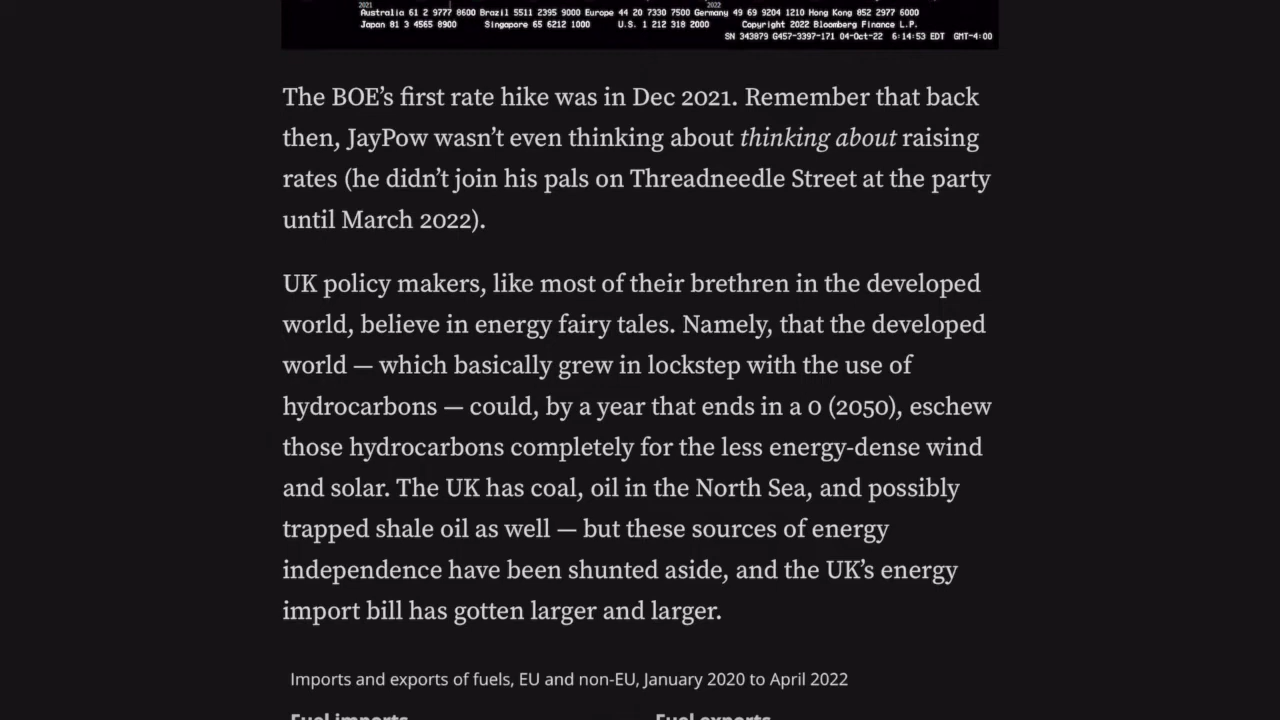 2021 2022
Australia 61 2 9777 8600 Brazil 5511 2395 9000 Europe 44 20 7330 7500 Germany 49 69 9204 1210 Hong Kong 852 2977 6000
Japan 81 3 4565 8900 Singapore 65 6212 1000 U.S. 1 212 318 2000 Copyright 2022 Bloomberg Finance L.P.
SN 343879 G457-3397-171 04-Oct-22 6:14:53 EDT GMT-4:00
The BOE’s first rate hike was in Dec 2021. Remember that back
then, JayPow wasn’t even thinking about thinking about raising
rates (he didn’t join his pals on Threadneedle Street at the party
until March 2022).
UK policy makers, like most of their brethren in the developed
world, believe in energy fairy tales. Namely, that the developed
world — which basically grew in lockstep with the use of
hydrocarbons — could, by a year that ends in a 0 (2050), eschew
those hydrocarbons completely for the less energy-dense wind
and solar. The UK has coal, oil in the North Sea, and possibly
trapped shale oil as well — but these sources of energy
independence have been shunted aside, and the UK’s energy
import bill has gotten larger and larger.
Imports and exports of fuels, EU and non-EU, January 2020 to April 2022
Fuel imports Fuel exports